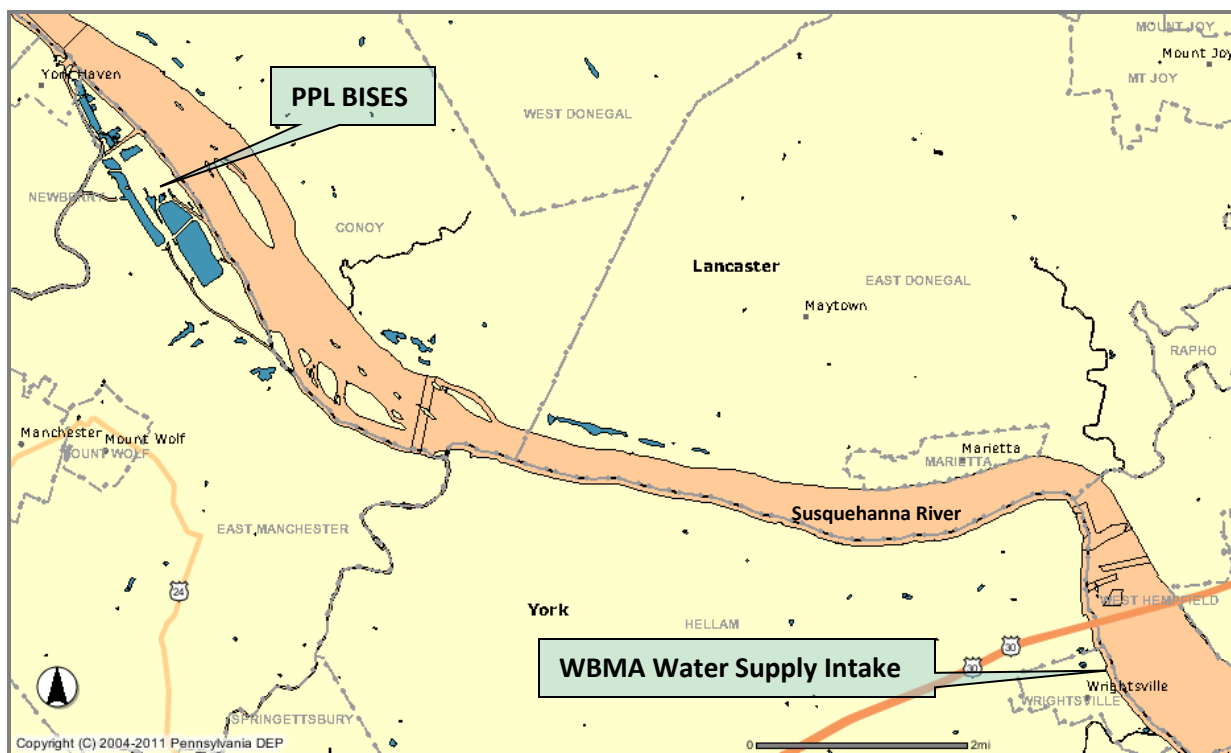 MOUNT JOY
Mount Joy
MT JOY
York Haven
PPL BISES
WEST DONEGAL
NEWBERRY
CONOY
Lancaster
EAST DONEGAL
Maytown
RAPHO
Manchester
Mount Wolf
MOUNT WOLF
Marietta
MARIETTA
Susquehanna River
EAST MANCHESTER
24
York
HELLAM
WEST HEMPFIELD
30
30
WBMA Water Supply Intake
Wrightsville
WRIGHTSVILLE
SPRINGETTSBURY
Copyright (C) 2004-2011 Pennsylvania DEP
0
2mi